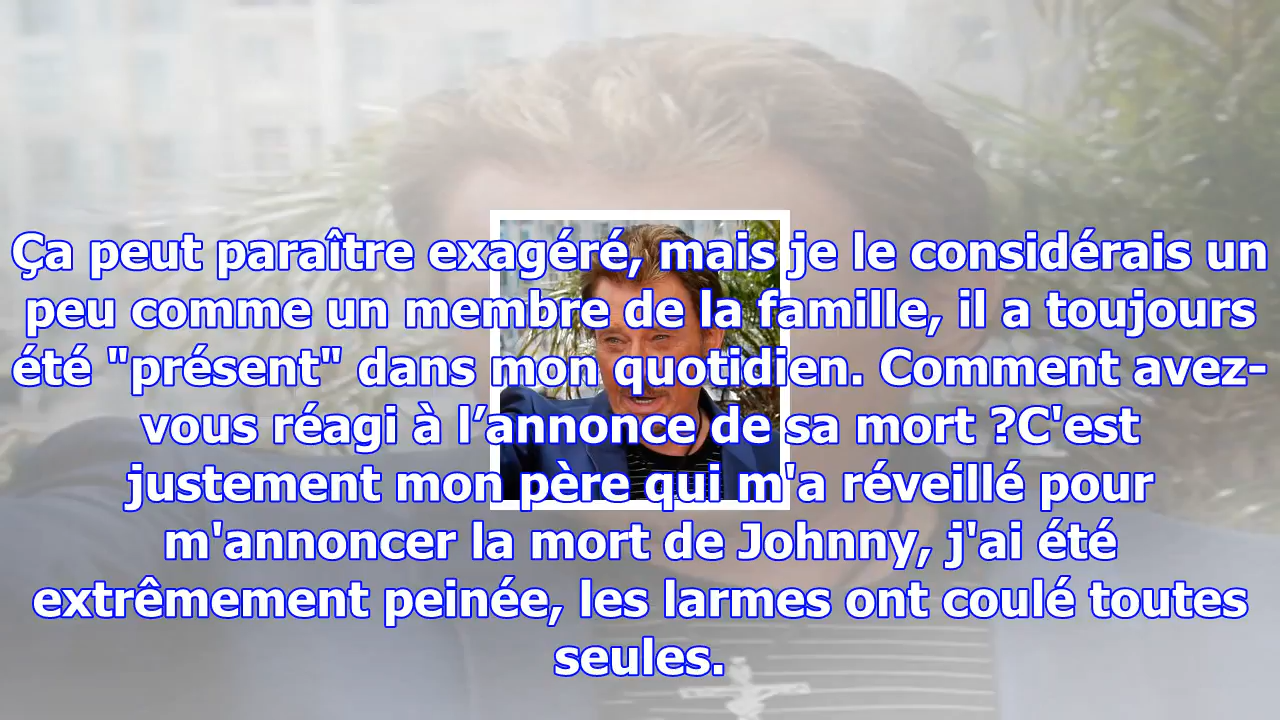 Ça peut paraître exagéré, mais je le considérais un
peu comme un membre de la famille, il a toujours
été "présent" dans mon quotidien. Comment avez-
vous réagi à l’annonce de sa mort ?C'est
justement mon père qui m'a réveillé pour
m'annoncer la mort de Johnny, j'ai été
extrêmement peinée, les larmes ont coulé toutes
seules.